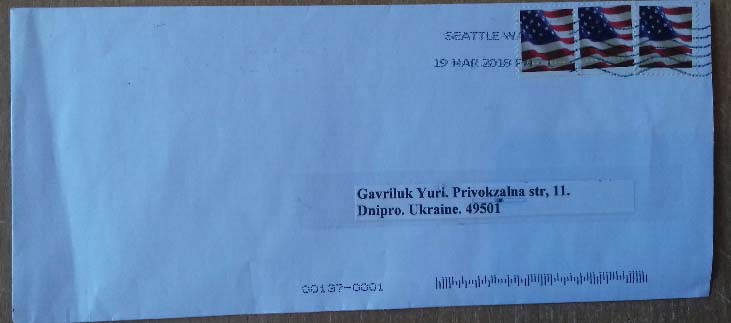 SEATTLE WA
19 MAR 2018
Gavriluk Yuri. Privokzalna str, 11.
Dnipro. Ukraine. 49501
00137-0001